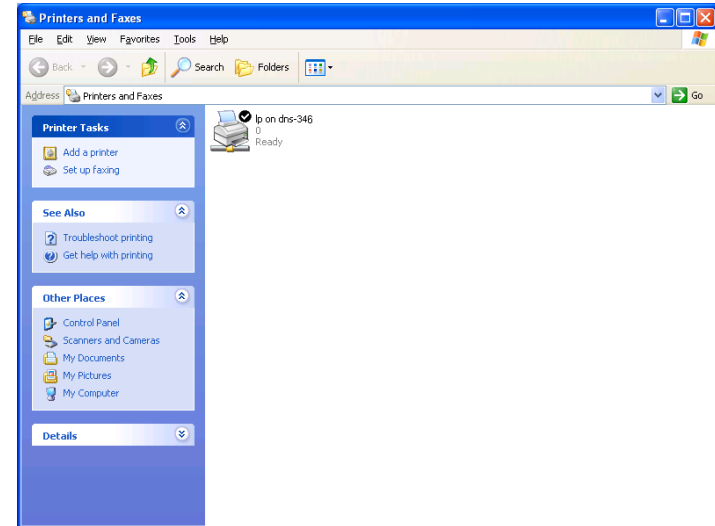 Printers and Faxes
File Edit View Favorites Tools Help
Back Search Folders
Address Printers and Faxes Go
Printer Tasks
Add a printer
Set up faxing
See Also
Troubleshoot printing
Get help with printing
Other Places
Control Panel
Scanners and Cameras
My Documents
My Pictures
My Computer
Details
lp on dns-346
0
Ready